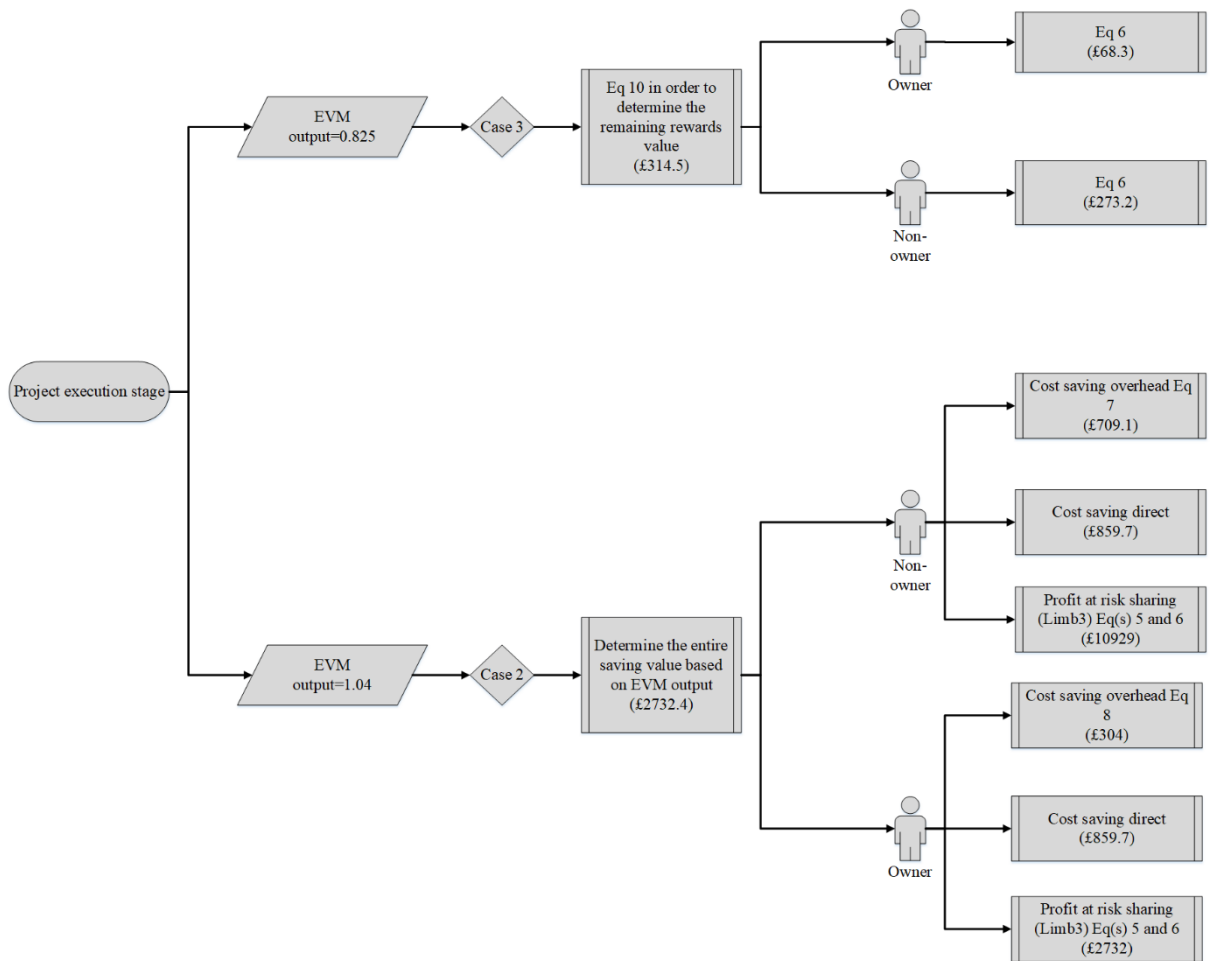 Project execution stage
EVM
output=0.825
Case 3
Eq 10 in order to
determine the
remaining rewards
value
(£314.5)
Owner
Eq 6
(£68.3)
Non-
owner
Eq 6
(£273.2)
EVM
output=1.04
Case 2
Determine the entire
saving value based
on EVM output
(£2732.4)
Non-
owner
Cost saving overhead Eq
7
(£709.1)
Cost saving direct
(£859.7)
Profit at risk sharing
(Limb3) Eq(s) 5 and 6
(£10929)
Owner
Cost saving overhead Eq
8
(£304)
Cost saving direct
(£859.7)
Profit at risk sharing
(Limb3) Eq(s) 5 and 6
(£2732)